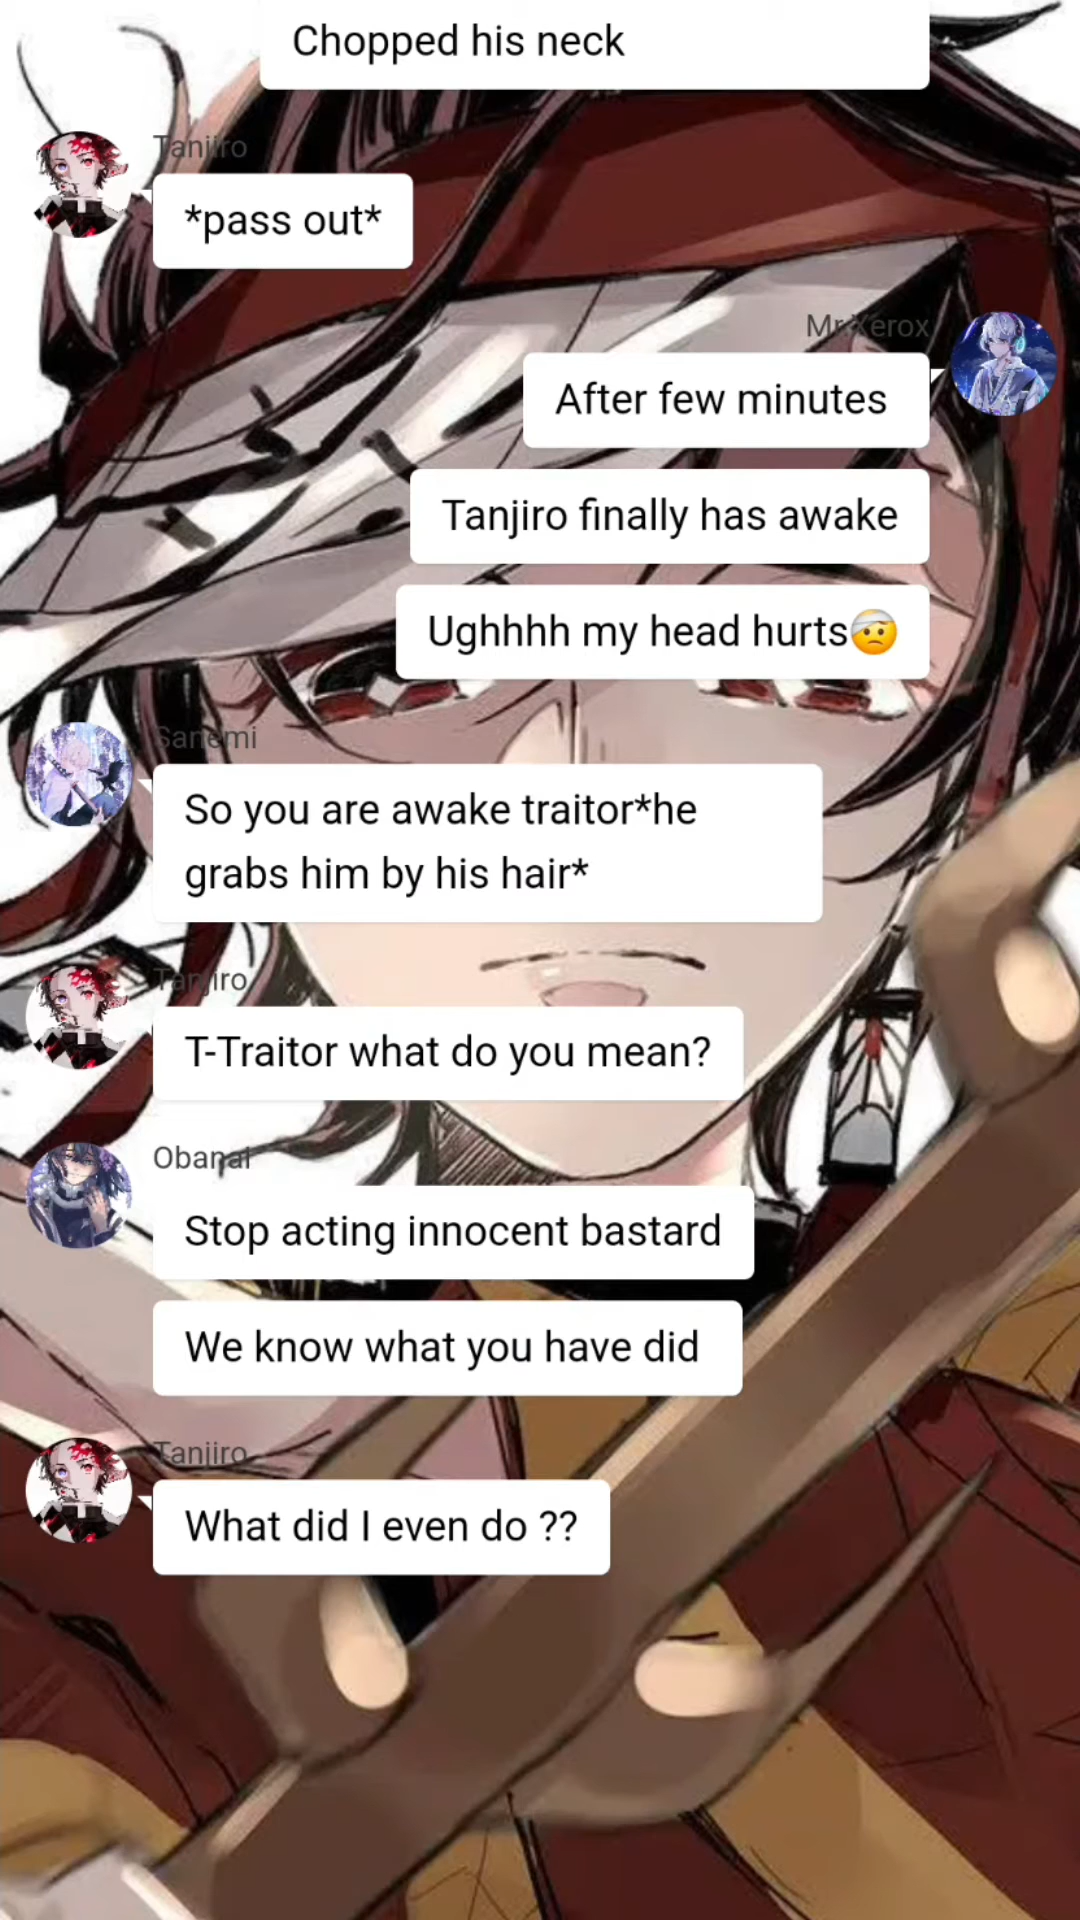 Chopped his neck
Tanjiro
*pass out*
Mr.Xerox
After few minutes
Tanjiro finally has awake
Ughhhh my head hurts🤕
Sanemi
So you are awake traitor*he
grabs him by his hair*
Tanjiro
T-Traitor what do you mean?
Obanai
Stop acting innocent bastard
We know what you have did
Tanjiro
What did I even do ??